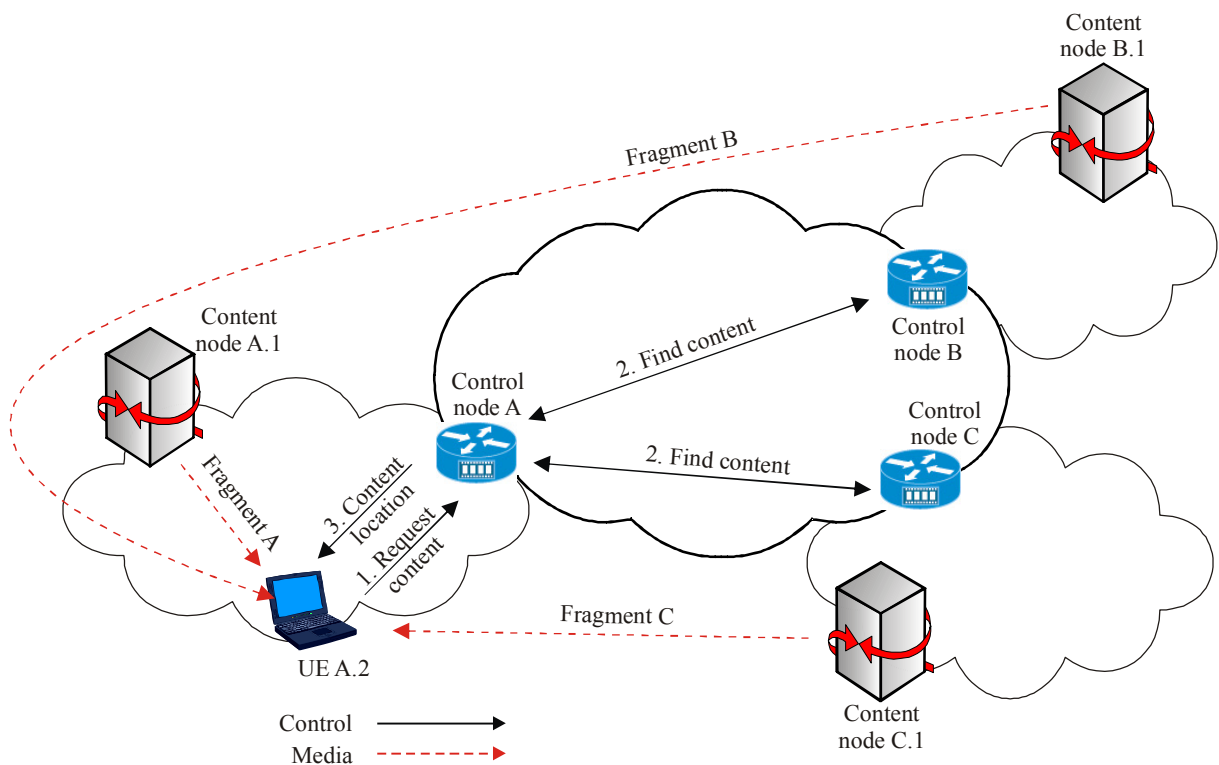 Content
node B.1
Fragment B
Content
node A.1
Control
node B
2. Find content
Control
node A
Control
node C
2. Find content
Fragment A
3. Content
location
1. Request
content
Fragment C
UE A.2
Content
node C.1
Control
Media